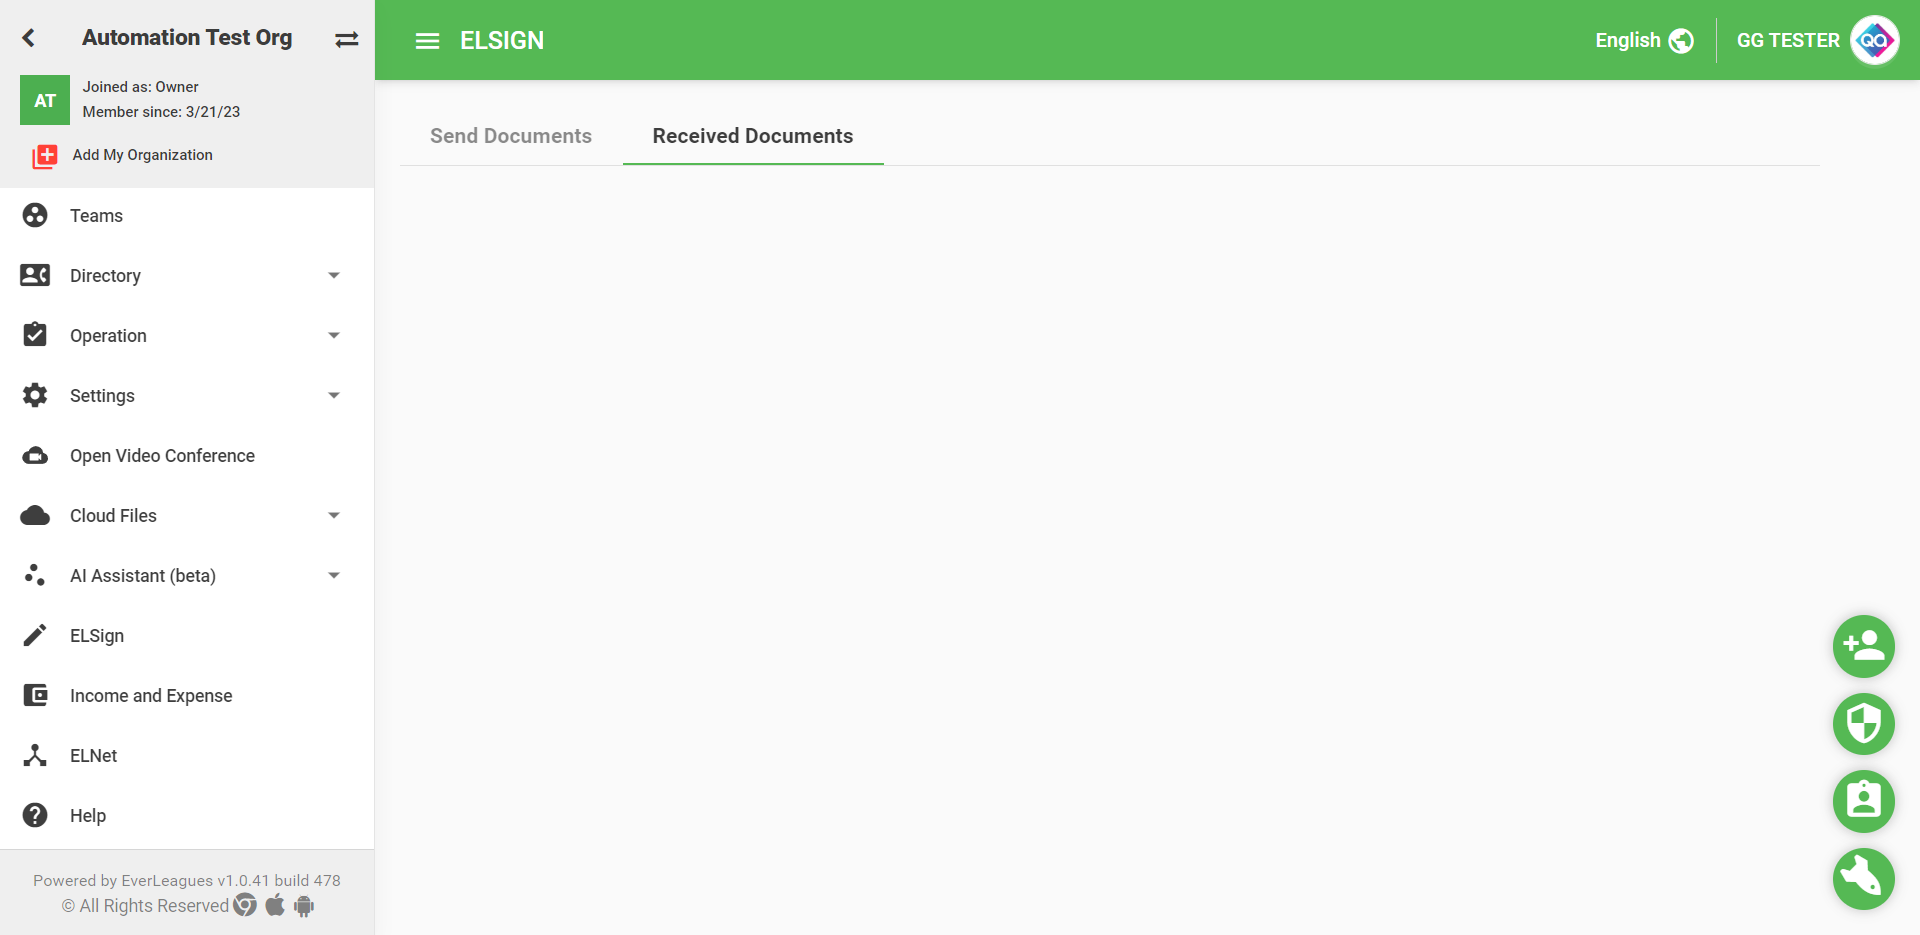 Automation Test Org
AT
Joined as: Owner
Member since: 3/21/23
Add My Organization
Teams
Directory
Operation
Settings
Open Video Conference
Cloud Files
AI Assistant (beta)
ELSign
Income and Expense
ELNet
Help
Powered by EverLeagues v1.0.41 build 478
© All Rights Reserved
ELSIGN
English
GG TESTER
QA
Send Documents
Received Documents